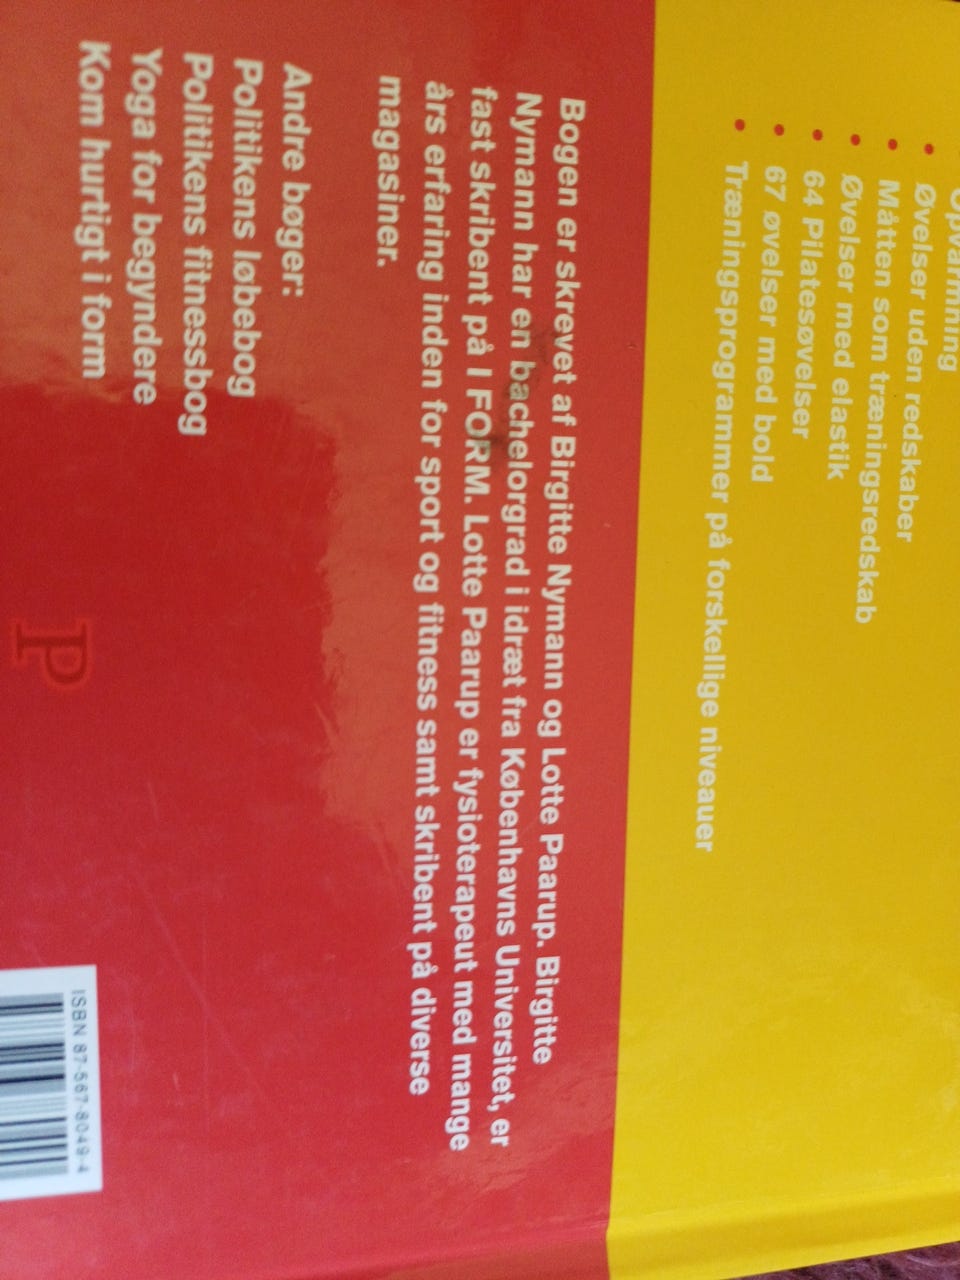 Opvarmning
Øvelser uden redskaber
Måtten som træningsredskab
Øvelser med elastik
64 Pilatesøvelser
67 øvelser med bold
Træningsprogrammer på forskellige niveauer
Bogen er skrevet af Birgitte Nymann og Lotte Paarup. Birgitte
Nymann har en bachelorgrad i idræt fra Københavns Universitet, er
fast skribent på I FORM. Lotte Paarup er fysioterapeut med mange
års erfaring inden for sport og fitness samt skribent på diverse
magasiner.
Andre bøger:
Politikens løbebog
Politikens fitnessbog
Yoga for begyndere
Kom hurtigt i form
P
ISBN 87-567-8049-4